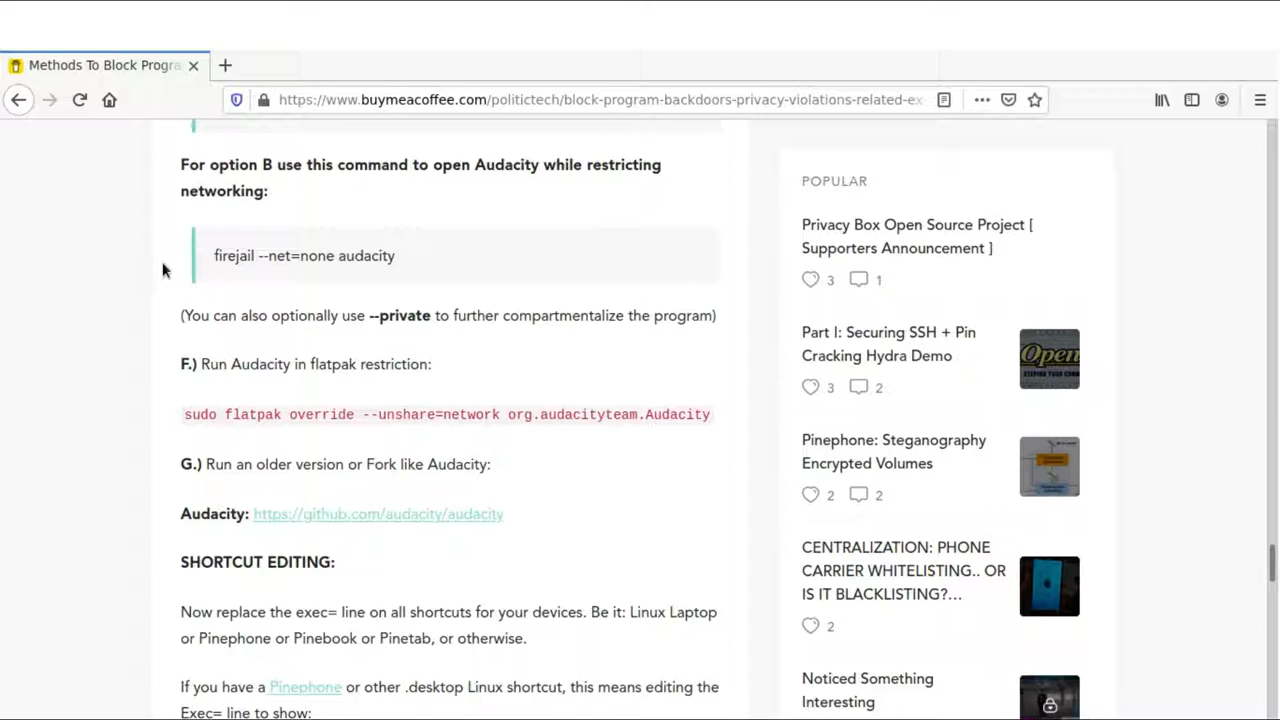 Methods To Block Progra
https://www.buymeacoffee.com/politictech/block-program-backdoors-privacy-violations-related-ex
For option B use this command to open Audacity while restricting
networking:
firejail --net=none audacity
(You can also optionally use --private to further compartmentalize the program)
F.) Run Audacity in flatpak restriction:
sudo flatpak override --unshare=network org.audacityteam.Audacity
G.) Run an older version or Fork like Audacity:
Audacity: https://github.com/audacity/audacity
SHORTCUT EDITING:
Now replace the exec= line on all shortcuts for your devices. Be it: Linux Laptop
or Pinephone or Pinebook or Pinetab, or otherwise.
If you have a Pinephone or other .desktop Linux shortcut, this means editing the
Exec= line to show:
POPULAR
Privacy Box Open Source Project [
Supporters Announcement ]
3 1
Part I: Securing SSH + Pin
Cracking Hydra Demo
3 2
Open
Pinephone: Steganography
Encrypted Volumes
2 2
CENTRALIZATION: PHONE
CARRIER WHITELISTING.. OR
IS IT BLACKLISTING?...
2
Noticed Something
Interesting